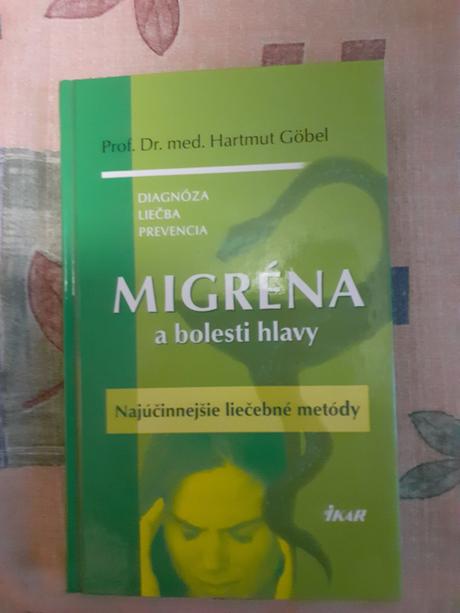 Prof. Dr. med. Hartmut Göbel
DIAGNÓZA
LIEČBA
PREVENCIA
MIGRÉNA
a bolesti hlavy
Najúčinnejšie liečebné metódy
IKAR